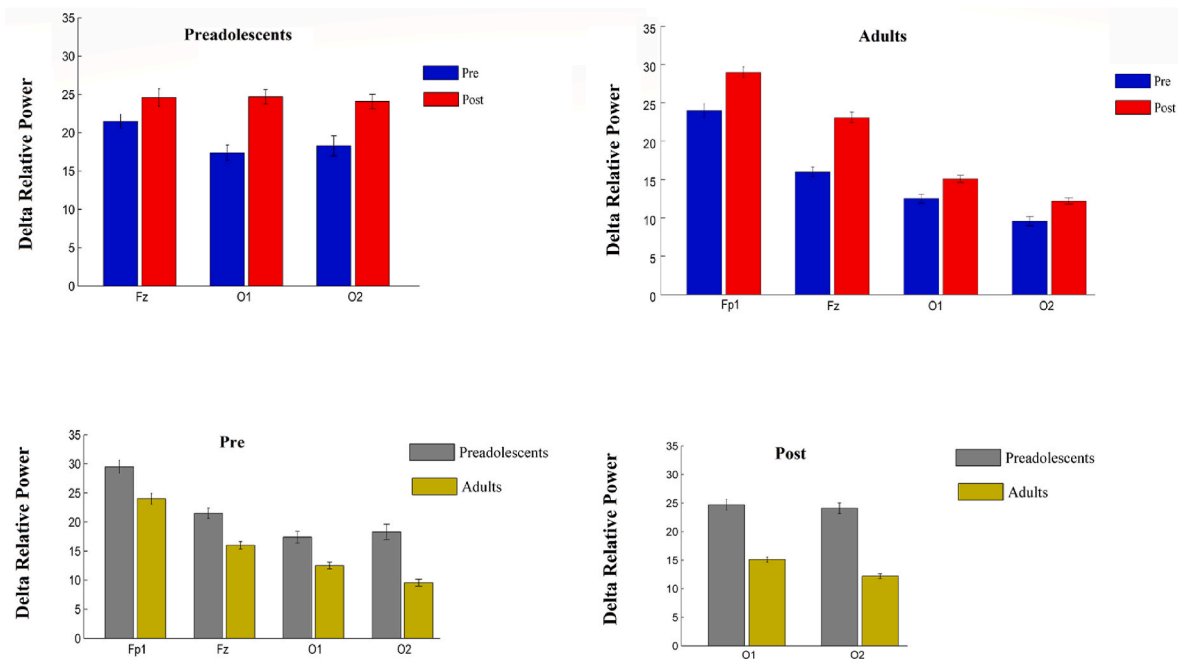 Preadolescents
Delta Relative Power
35
30
25
20
15
10
5
0
Fz
O1
O2
Pre
Post
Adults
Delta Relative Power
35
30
25
20
15
10
5
0
Fp1
Fz
O1
O2
Pre
Post
Pre
Delta Relative Power
35
30
25
20
15
10
5
0
Fp1
Fz
O1
O2
Preadolescents
Adults
Post
Delta Relative Power
35
30
25
20
15
10
5
0
O1
O2
Preadolescents
Adults